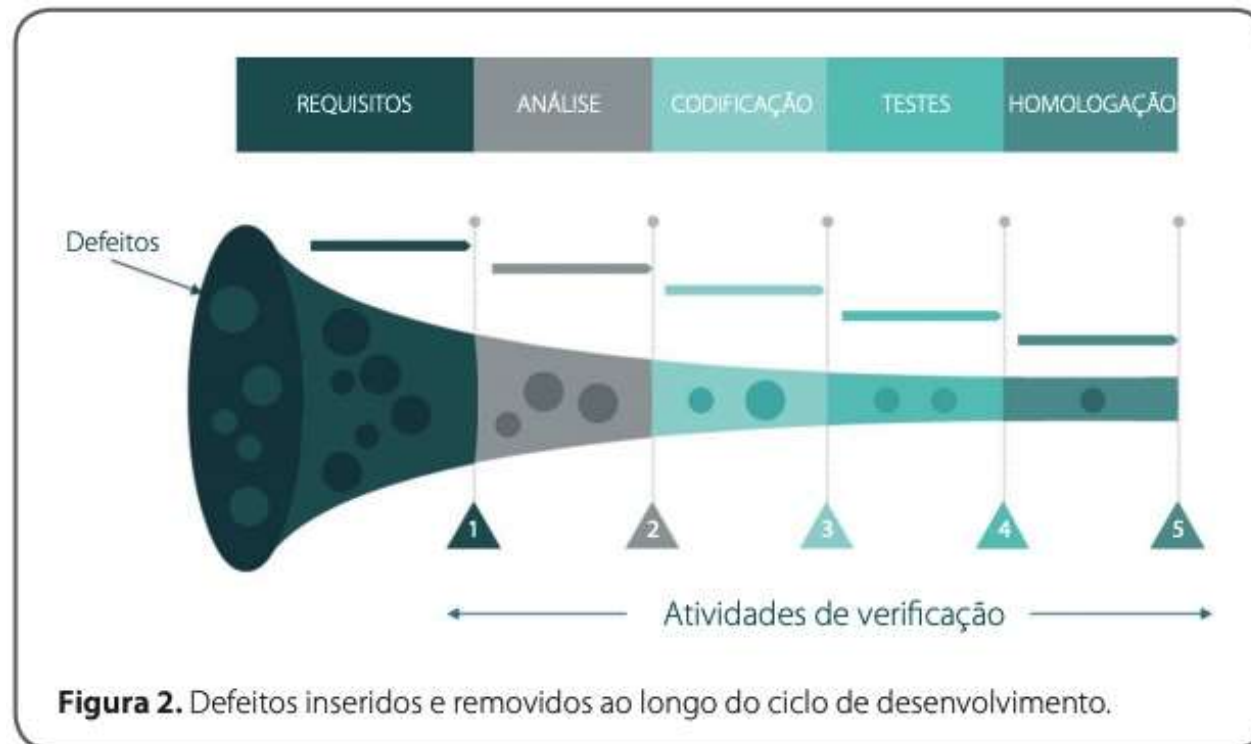 REQUISITOS
ANÁLISE
CODIFICAÇÃO
TESTES
HOMOLOGAÇÃO
Defeitos
1
2
3
4
5
Atividades de verificação
Figura 2. Defeitos inseridos e removidos ao longo do ciclo de desenvolvimento.